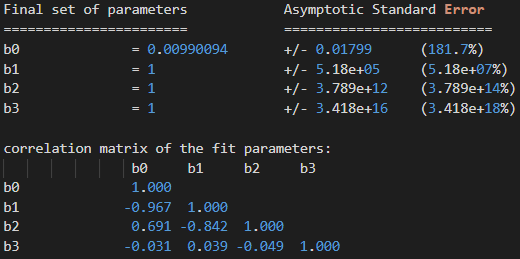 Final set of parameters Asymptotic Standard Error
======================= ==========================
b0 = 0.00990094 +/- 0.01799 (181.7%)
b1 = 1 +/- 5.18e+05 (5.18e+07%)
b2 = 1 +/- 3.789e+12 (3.789e+14%)
b3 = 1 +/- 3.418e+16 (3.418e+18%)
correlation matrix of the fit parameters:
b0 b1 b2 b3
b0 1.000
b1 -0.967 1.000
b2 0.691 -0.842 1.000
b3 -0.031 0.039 -0.049 1.000